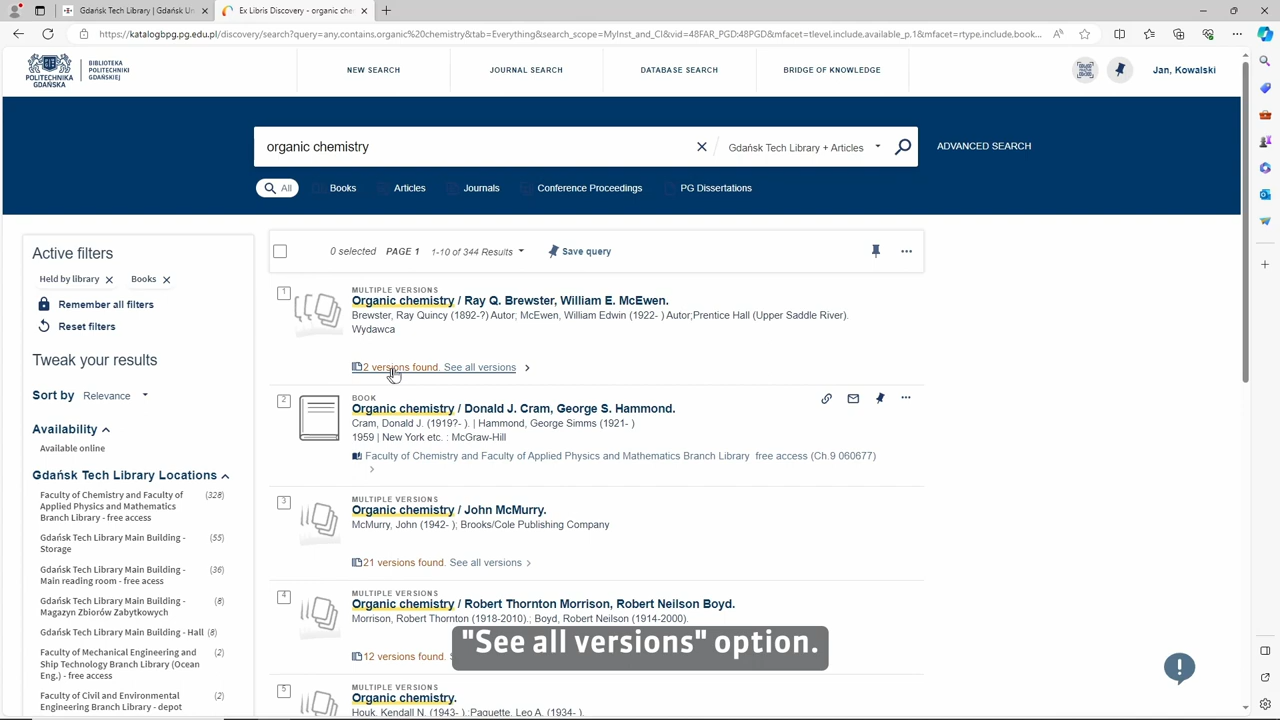 Gdańsk Tech Library | Gdańsk Un
Ex Libris Discovery - organic chem
https://katalogbpg.pg.edu.pl/discovery/search?query=any,contains,organic%20chemistry&tab=Everything&search_scope=MyInst_and_CI&vid=48FAR_PGD:48PGD&mfacet=tlevel,include,available_p,1&mfacet=rtype,include,book...
BIBLIOTEKA
POLITECHNIKI
GDAŃSKIEJ
POLITECHNIKA
GDAŃSKA
NEW SEARCH
JOURNAL SEARCH
DATABASE SEARCH
BRIDGE OF KNOWLEDGE
Jan, Kowalski
organic chemistry
Gdańsk Tech Library + Articles
ADVANCED SEARCH
All
Books
Articles
Journals
Conference Proceedings
PG Dissertations
Active filters
Held by library
Books
Remember all filters
Reset filters
Tweak your results
Sort by Relevance
Availability
Available online
Gdańsk Tech Library Locations
Faculty of Chemistry and Faculty of (328)
Applied Physics and Mathematics
Branch Library - free access
Gdańsk Tech Library Main Building - (55)
Storage
Gdańsk Tech Library Main Building - (36)
Main reading room - free acess
Gdańsk Tech Library Main Building - (8)
Magazyn Zbiorów Zabytkowych
Gdańsk Tech Library Main Building - Hall (8)
Faculty of Mechanical Engineering and (2)
Ship Technology Branch Library (Ocean
Eng.) - free access
Faculty of Civil and Environmental (2)
Engineering Branch Library - depot
0 selected PAGE 1 1-10 of 344 Results Save query
1
MULTIPLE VERSIONS
Organic chemistry / Ray Q. Brewster, William E. McEwen.
Brewster, Ray Quincy (1892-?) Autor; McEwen, William Edwin (1922- ) Autor;Prentice Hall (Upper Saddle River).
Wydawca
2 versions found. See all versions
2
BOOK
Organic chemistry / Donald J. Cram, George S. Hammond.
Cram, Donald J. (1919?- ). | Hammond, George Simms (1921- )
1959 | New York etc. : McGraw-Hill
Faculty of Chemistry and Faculty of Applied Physics and Mathematics Branch Library free access (Ch.9 060677)
3
MULTIPLE VERSIONS
Organic chemistry / John McMurry.
McMurry, John (1942- ); Brooks/Cole Publishing Company
21 versions found. See all versions
4
MULTIPLE VERSIONS
Organic chemistry / Robert Thornton Morrison, Robert Neilson Boyd.
Morrison, Robert Thornton (1918-2010).; Boyd, Robert Neilson (1914-2000).
12 versions found.
"See all versions" option.
5
MULTIPLE VERSIONS
Organic chemistry.
Houk, Kendall N. (1943- ).Paquette, Leo A. (1934- ).